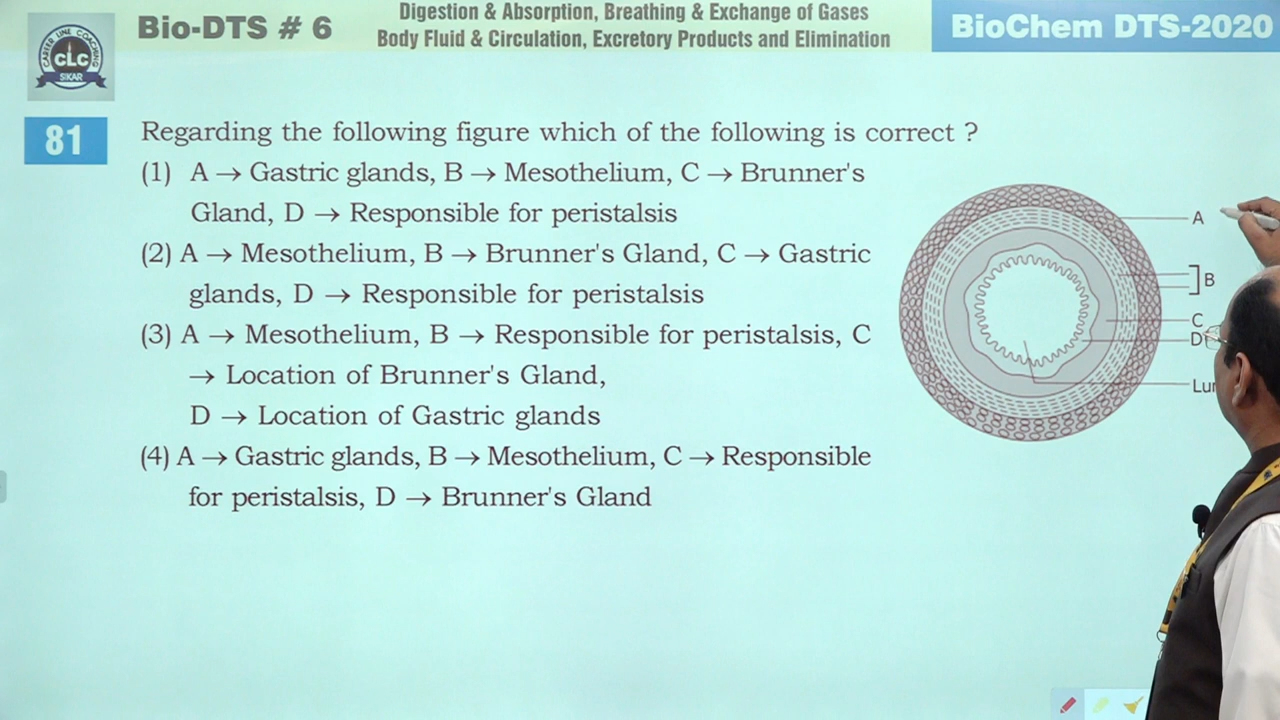 Bio-DTS # 6
Digestion & Absorption, Breathing & Exchange of Gases
Body Fluid & Circulation, Excretory Products and Elimination
BioChem DTS-2020
CAREER LINE COACHING
CLC
SIKAR
81
Regarding the following figure which of the following is correct ?
(1) A → Gastric glands, B → Mesothelium, C → Brunner's
Gland, D → Responsible for peristalsis
(2) A → Mesothelium, B → Brunner's Gland, C → Gastric
glands, D → Responsible for peristalsis
(3) A → Mesothelium, B → Responsible for peristalsis, C
→ Location of Brunner's Gland,
D → Location of Gastric glands
(4) A → Gastric glands, B → Mesothelium, C → Responsible
for peristalsis, D → Brunner's Gland
A
B
C
D